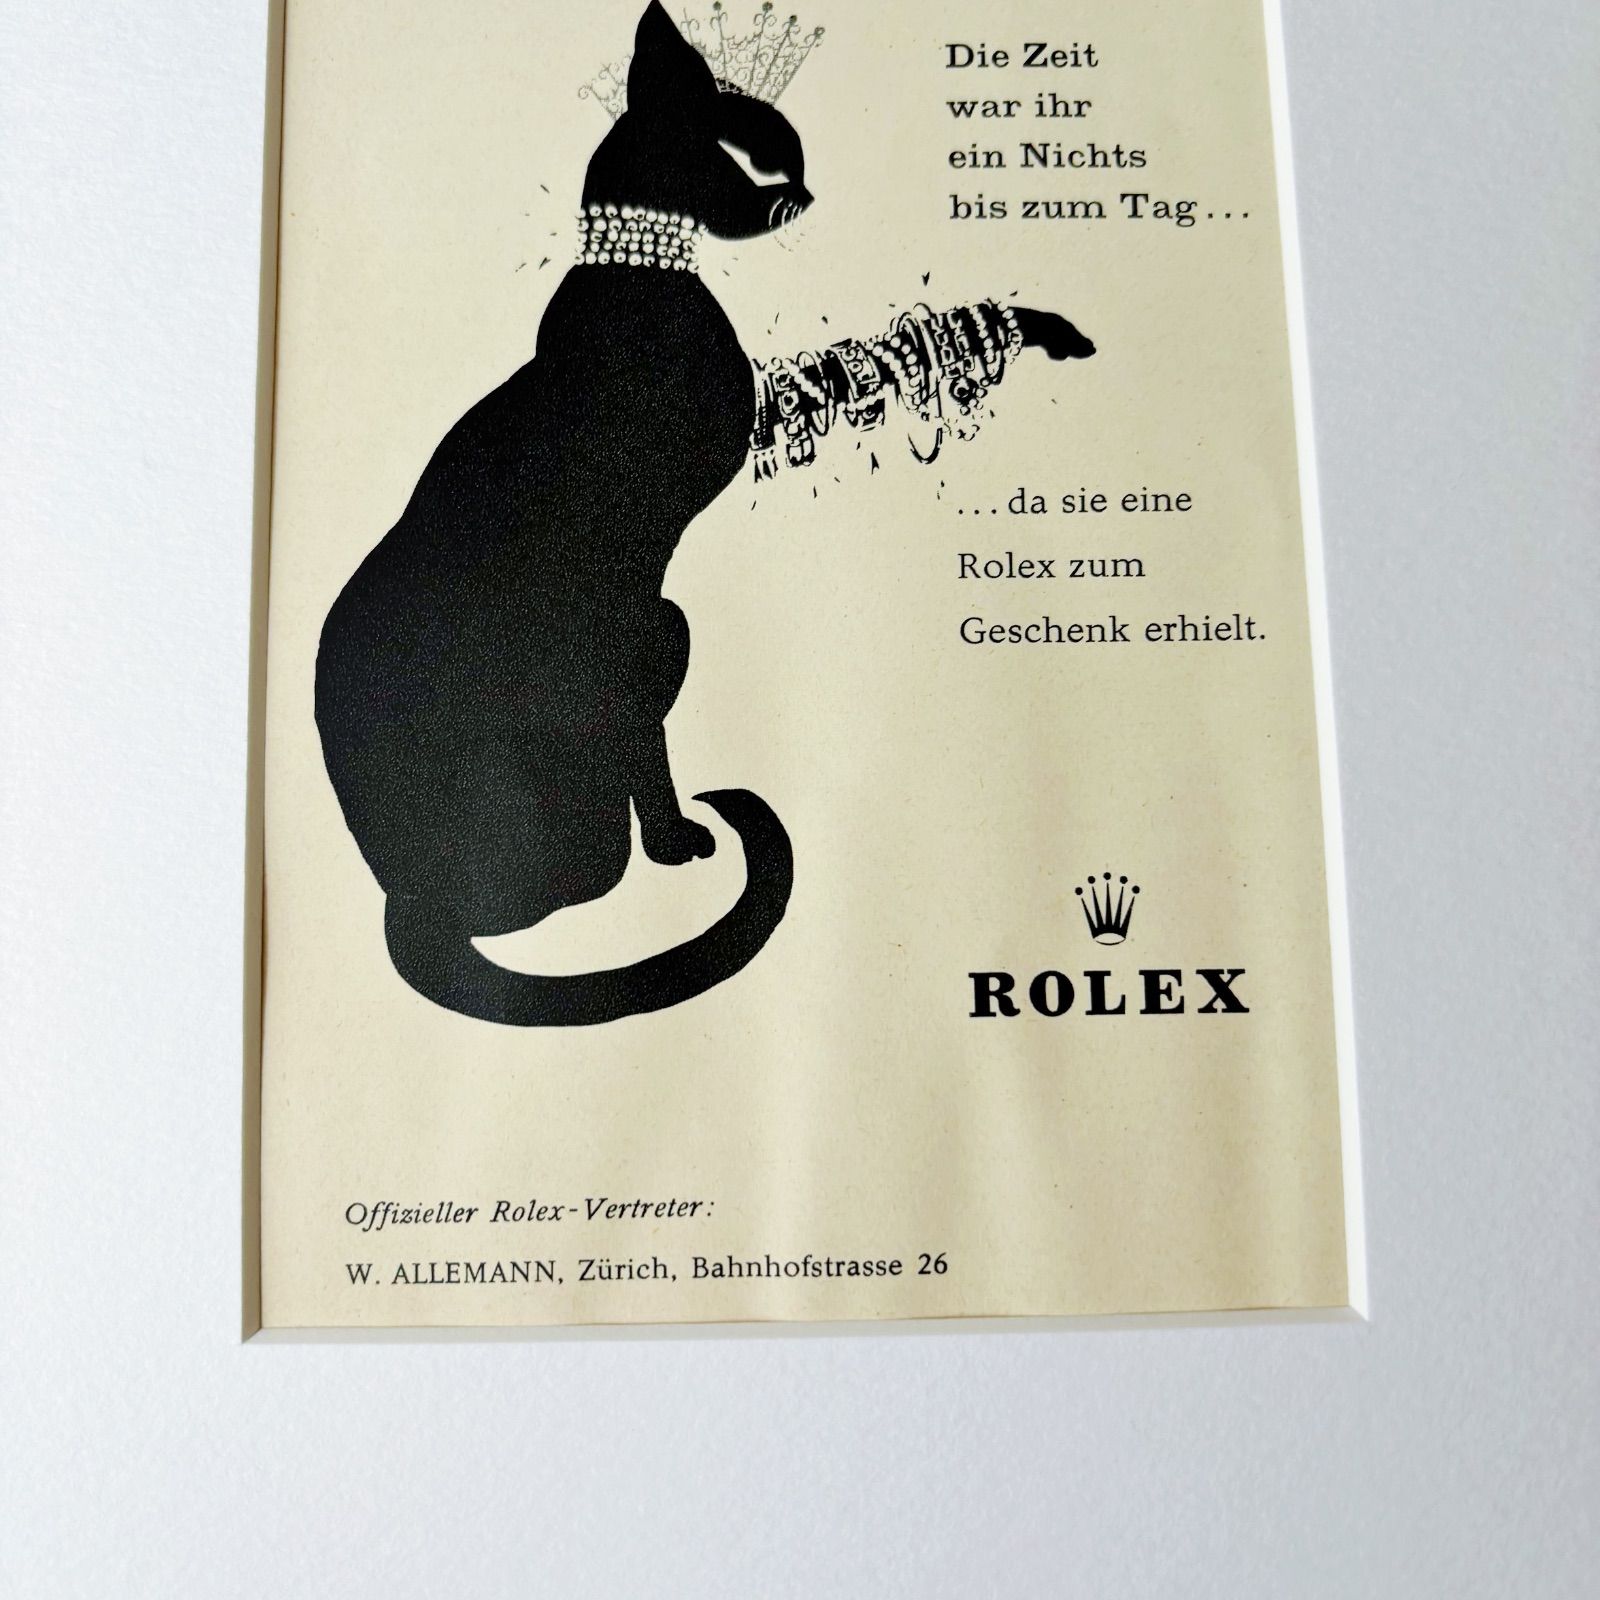 Die Zeit
war ihr
ein Nichts
bis zum Tag...
...da sie eine
Rolex zum
Geschenk erhielt.
ROLEX
Offizieller Rolex-Vertreter:
W. ALLEMANN, Zürich, Bahnhofstrasse 26